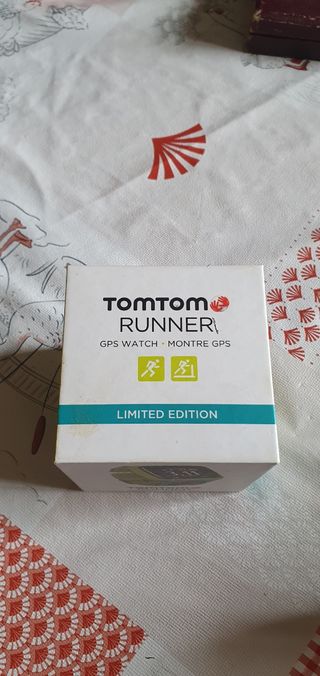 TOMTOM
RUNNER
GPS WATCH • MONTRE GPS
LIMITED EDITION